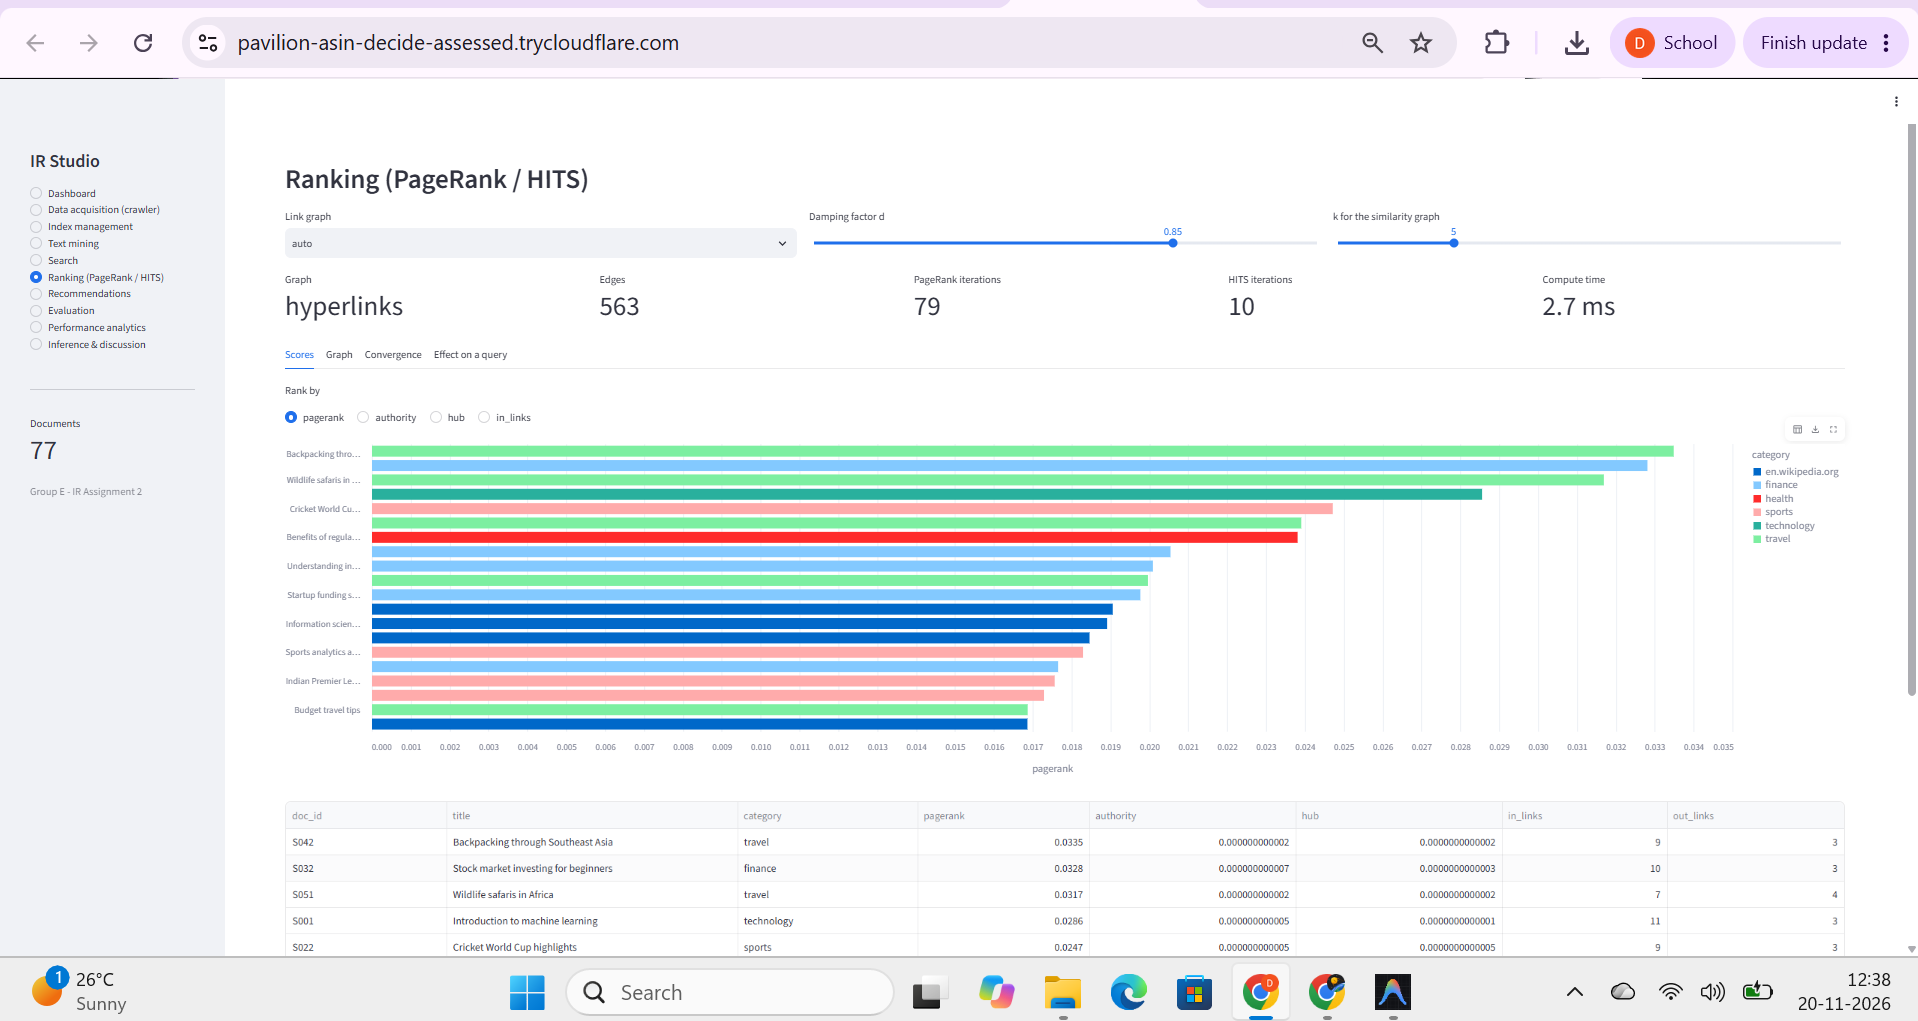 pavilion-asin-decide-assessed.trycloudflare.com
D School
Finish update
IR Studio
Dashboard
Data acquisition (crawler)
Index management
Text mining
Search
Ranking (PageRank / HITS)
Recommendations
Evaluation
Performance analytics
Inference & discussion
Documents
77
Group E - IR Assignment 2
Ranking (PageRank / HITS)
Link graph
auto
Damping factor d
0.85
k for the similarity graph
5
Graph
hyperlinks
Edges
563
PageRank iterations
79
HITS iterations
10
Compute time
2.7 ms
Scores Graph Convergence Effect on a query
Rank by
pagerank authority hub in_links
Backpacking thro...
Wildlife safaris in ...
Cricket World Cu...
Benefits of regula...
Understanding in...
Startup funding s...
Information scien...
Sports analytics a...
Indian Premier Le...
Budget travel tips
0.000 0.001 0.002 0.003 0.004 0.005 0.006 0.007 0.008 0.009 0.010 0.011 0.012 0.013 0.014 0.015 0.016 0.017 0.018 0.019 0.020 0.021 0.022 0.023 0.024 0.025 0.026 0.027 0.028 0.029 0.030 0.031 0.032 0.033 0.034 0.035
pagerank
category
en.wikipedia.org
finance
health
sports
technology
travel
doc_id title category pagerank authority hub in_links out_links
S042 Backpacking through Southeast Asia travel 0.0335 0.000000000002 0.0000000000002 9 3
S032 Stock market investing for beginners finance 0.0328 0.000000000007 0.0000000000003 10 3
S051 Wildlife safaris in Africa travel 0.0317 0.000000000002 0.0000000000002 7 4
S001 Introduction to machine learning technology 0.0286 0.000000000005 0.0000000000001 11 3
S022 Cricket World Cup highlights sports 0.0247 0.000000000005 0.0000000000005 9 3
1
26°C
Sunny
Search
D
12:38
20-11-2026